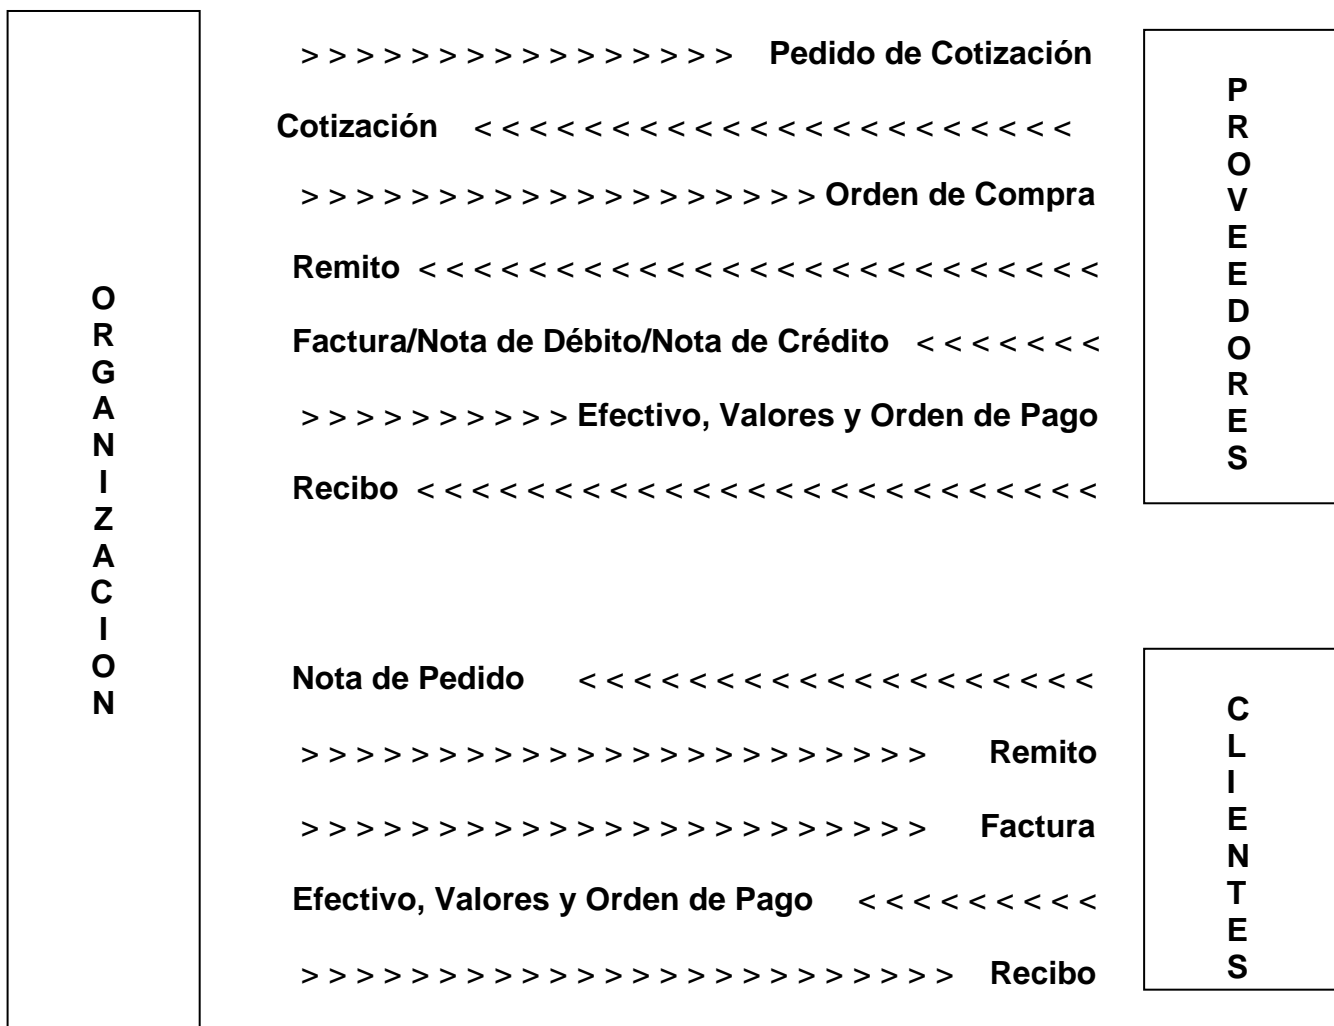 ORGANIZACION
> > > > > > > > > > > > > > > > Pedido de Cotización
Cotización < < < < < < < < < < < < < < < < < < < < < <
> > > > > > > > > > > > > > > > > > > Orden de Compra
Remito < < < < < < < < < < < < < < < < < < < < < < < < <
Factura/Nota de Débito/Nota de Crédito < < < < < < <
> > > > > > > > > > Efectivo, Valores y Orden de Pago
Recibo < < < < < < < < < < < < < < < < < < < < < < < < <
PROVEEDORES
Nota de Pedido < < < < < < < < < < < < < < < < < < <
> > > > > > > > > > > > > > > > > > > > > > > Remito
> > > > > > > > > > > > > > > > > > > > > > > Factura
Efectivo, Valores y Orden de Pago < < < < < < < < <
> > > > > > > > > > > > > > > > > > > > > > > > Recibo
CLIENTES